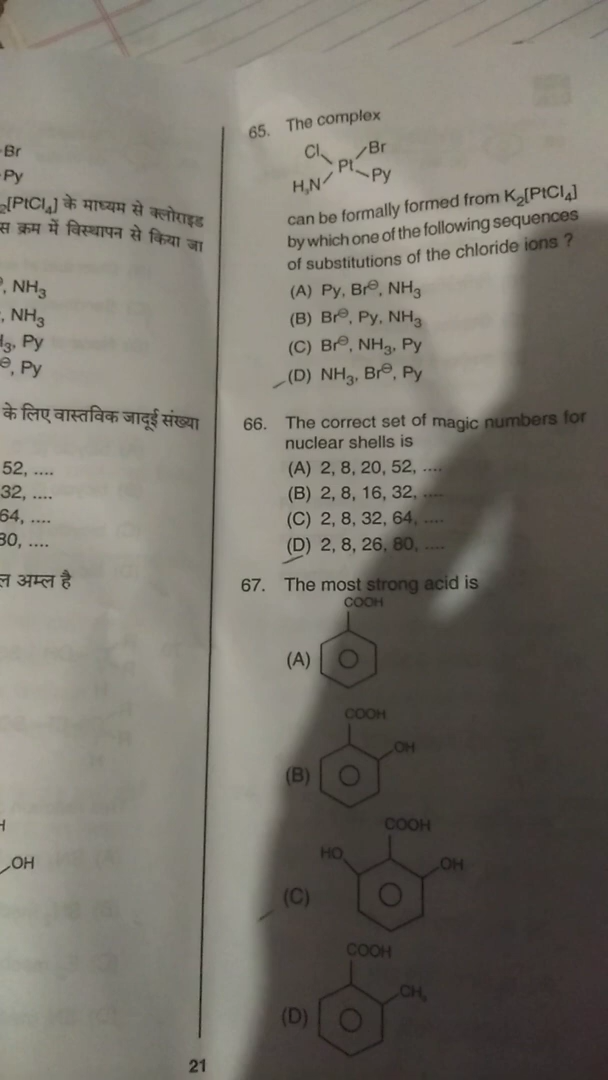 Br
Py
[PtCl4] के माध्यम से क्लोराइड
स क्रम में विस्थापन से किया जा
, NH3
, NH3
, Py
⊖, Py
के लिए वास्तविक जादूई संख्या
52, ....
32, ....
64, ....
80, ....
ल अम्ल है
OH
65. The complex
Cl Br
Pt
H3N Py
can be formally formed from K2[PtCl4]
by which one of the following sequences
of substitutions of the chloride ions ?
(A) Py, Br⊖, NH3
(B) Br⊖, Py, NH3
(C) Br⊖, NH3, Py
(D) NH3, Br⊖, Py
66. The correct set of magic numbers for
nuclear shells is
(A) 2, 8, 20, 52, ....
(B) 2, 8, 16, 32, ....
(C) 2, 8, 32, 64, ....
(D) 2, 8, 26, 80, ....
67. The most strong acid is
COOH
(A)
COOH
OH
(B)
COOH
HO OH
(C)
COOH
CH3
(D)
21